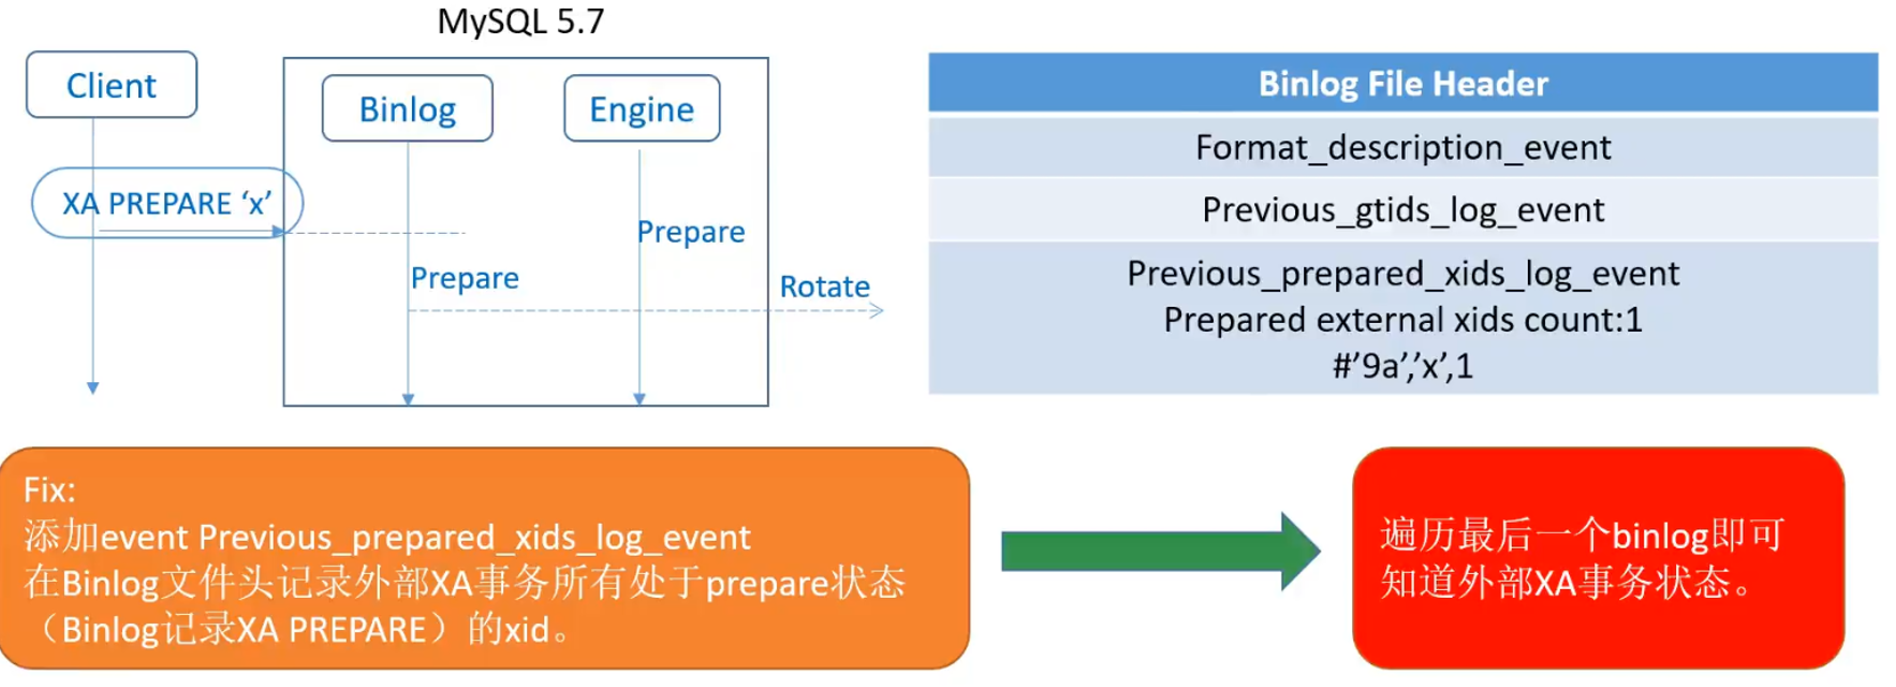 MySQL 5.7
Client
Binlog
Engine
XA PREPARE ‘x’
Prepare
Prepare
Rotate
Binlog File Header
Format_description_event
Previous_gtids_log_event
Previous_prepared_xids_log_event
Prepared external xids count:1
#’9a’,’x’,1
Fix:
添加event Previous_prepared_xids_log_event
在Binlog文件头记录外部XA事务所有处于prepare状态
（Binlog记录XA PREPARE）的xid。
遍历最后一个binlog即可
知道外部XA事务状态。